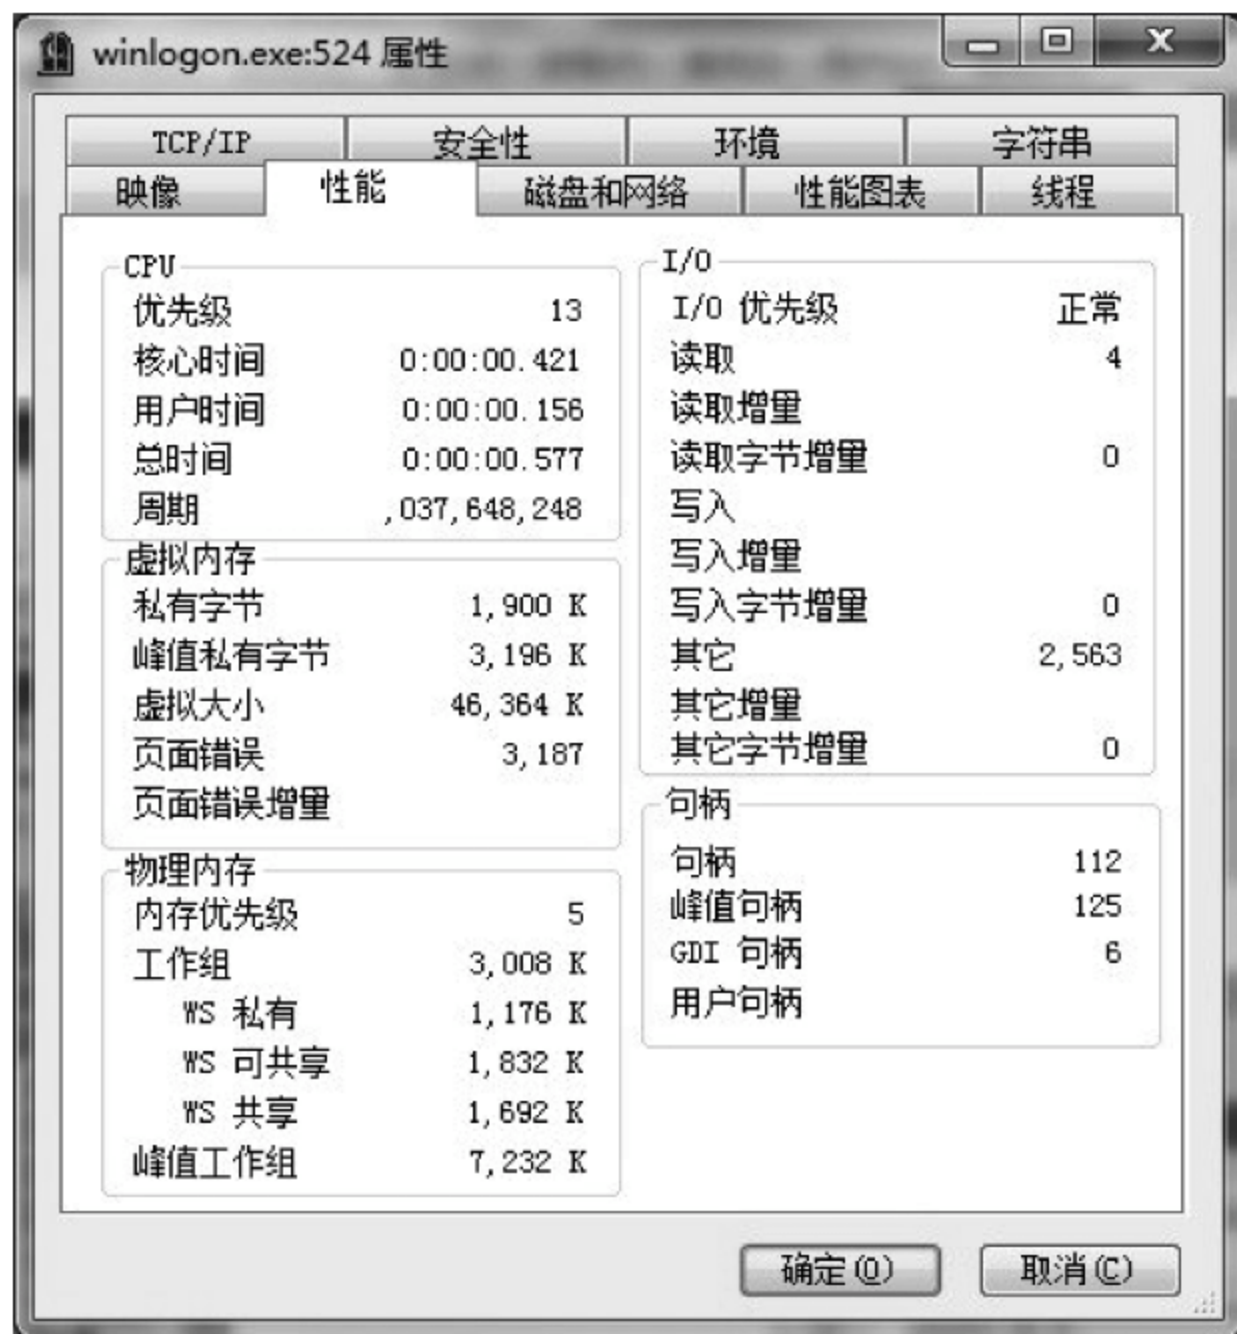 winlogon.exe:524 属性
TCP/IP 安全性 环境 字符串
映像 性能 磁盘和网络 性能图表 线程
CPU
优先级 13
核心时间 0:00:00.421
用户时间 0:00:00.156
总时间 0:00:00.577
周期 ,037,648,248
虚拟内存
私有字节 1,900 K
峰值私有字节 3,196 K
虚拟大小 46,364 K
页面错误 3,187
页面错误增量
物理内存
内存优先级 5
工作组 3,008 K
WS 私有 1,176 K
WS 可共享 1,832 K
WS 共享 1,692 K
峰值工作组 7,232 K
I/O
I/O 优先级 正常
读取 4
读取增量
读取字节增量 0
写入
写入增量
写入字节增量 0
其它 2,563
其它增量
其它字节增量 0
句柄
句柄 112
峰值句柄 125
GDI 句柄 6
用户句柄
确定(O) 取消(C)